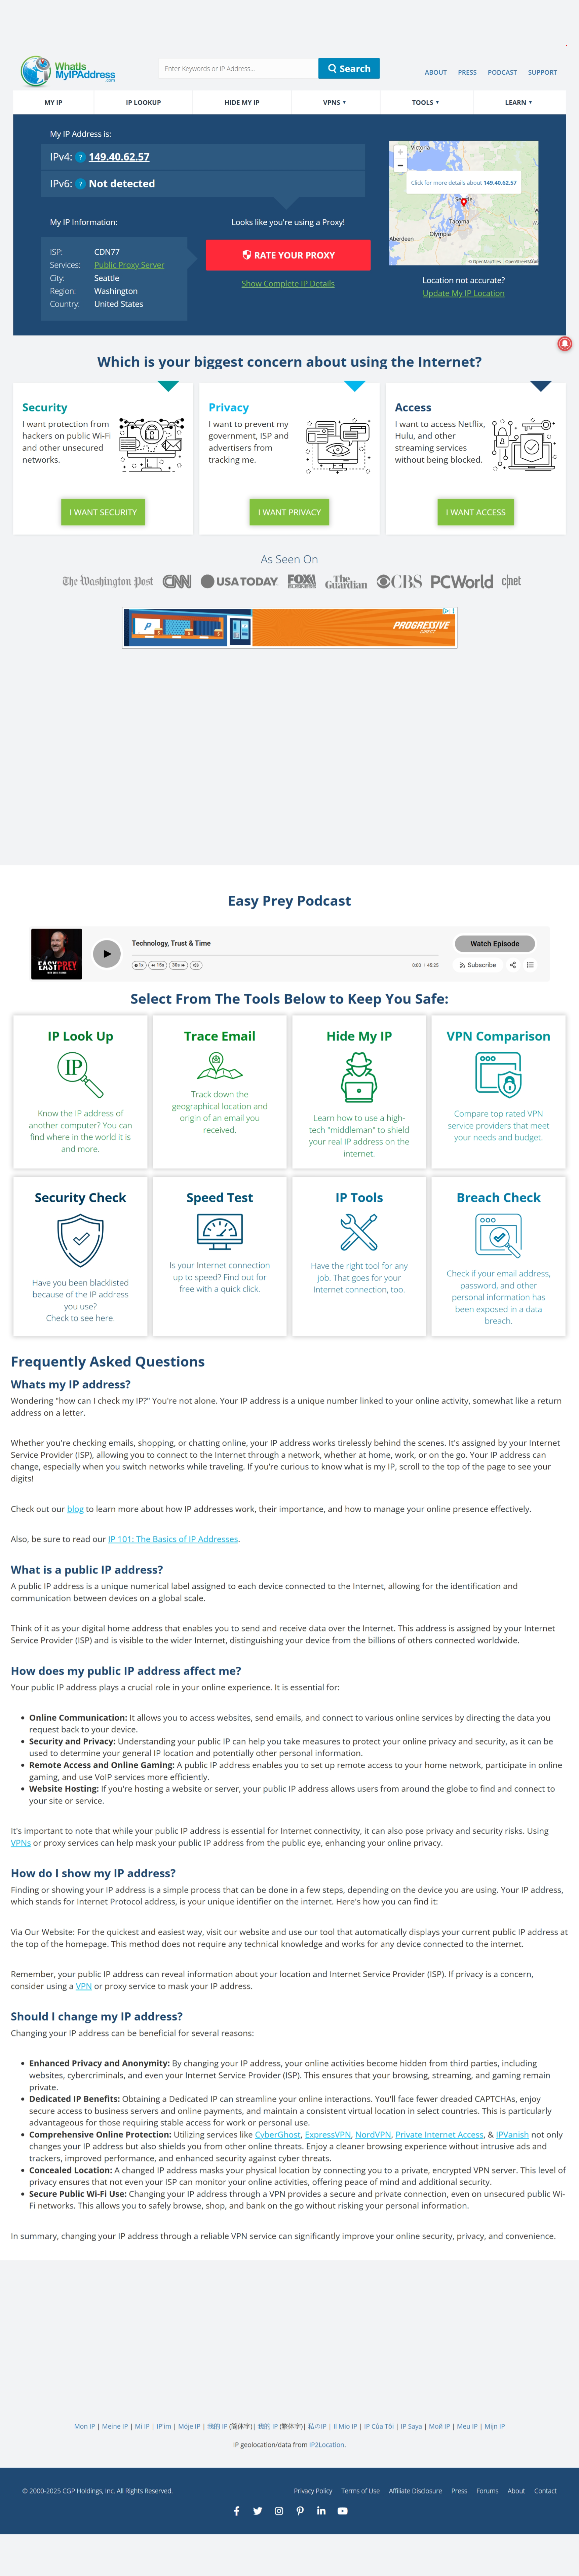 WhatIs
MyIPAddress
.com
Enter Keywords or IP Address...
Search
ABOUT PRESS PODCAST SUPPORT
MY IP IP LOOKUP HIDE MY IP VPNS ▼ TOOLS ▼ LEARN ▼
My IP Address is:
IPv4: ? 149.40.62.57
IPv6: ? Not detected
My IP Information:
ISP: CDN77
Services: Public Proxy Server
City: Seattle
Region: Washington
Country: United States
Looks like you're using a Proxy!
RATE YOUR PROXY
Show Complete IP Details
+
−
Victoria
Click for more details about 149.40.62.57
Seattle
Tacoma
Olympia
Aberdeen
© OpenMapTiles | OpenStreetMap
Location not accurate?
Update My IP Location
Which is your biggest concern about using the Internet?
Security
I want protection from
hackers on public Wi-Fi
and other unsecured
networks.
I WANT SECURITY
Privacy
I want to prevent my
government, ISP and
advertisers from
tracking me.
I WANT PRIVACY
Access
I want to access Netflix,
Hulu, and other
streaming services
without being blocked.
I WANT ACCESS
As Seen On
The Washington Post CNN USA TODAY FOX BUSINESS The Guardian CBS PCWorld c|net
PROGRESSIVE
DIRECT
Easy Prey Podcast
EASY PREY
Technology, Trust & Time
1x 15s 30s
0:00 | 45:25
Watch Episode
Subscribe
Select From The Tools Below to Keep You Safe:
IP Look Up
IP
Know the IP address of
another computer? You can
find where in the world it is
and more.
Trace Email
Track down the
geographical location and
origin of an email you
received.
Hide My IP
Learn how to use a high-
tech "middleman" to shield
your real IP address on the
internet.
VPN Comparison
Compare top rated VPN
service providers that meet
your needs and budget.
Security Check
Have you been blacklisted
because of the IP address
you use?
Check to see here.
Speed Test
Is your Internet connection
up to speed? Find out for
free with a quick click.
IP Tools
Have the right tool for any
job. That goes for your
Internet connection, too.
Breach Check
Check if your email address,
password, and other
personal information has
been exposed in a data
breach.
Frequently Asked Questions
Whats my IP address?
Wondering "how can I check my IP?" You're not alone. Your IP address is a unique number linked to your online activity, somewhat like a return
address on a letter.
Whether you're checking emails, shopping, or chatting online, your IP address works tirelessly behind the scenes. It's assigned by your Internet
Service Provider (ISP), allowing you to connect to the Internet through a network, whether at home, work, or on the go. Your IP address can
change, especially when you switch networks while traveling. If you're curious to know what is my IP, scroll to the top of the page to see your
digits!
Check out our blog to learn more about how IP addresses work, their importance, and how to manage your online presence effectively.
Also, be sure to read our IP 101: The Basics of IP Addresses.
What is a public IP address?
A public IP address is a unique numerical label assigned to each device connected to the Internet, allowing for the identification and
communication between devices on a global scale.
Think of it as your digital home address that enables you to send and receive data over the Internet. This address is assigned by your Internet
Service Provider (ISP) and is visible to the wider Internet, distinguishing your device from the billions of others connected worldwide.
How does my public IP address affect me?
Your public IP address plays a crucial role in your online experience. It is essential for:
• Online Communication: It allows you to access websites, send emails, and connect to various online services by directing the data you
request back to your device.
• Security and Privacy: Understanding your public IP can help you take measures to protect your online privacy and security, as it can be
used to determine your general IP location and potentially other personal information.
• Remote Access and Online Gaming: A public IP address enables you to set up remote access to your home network, participate in online
gaming, and use VoIP services more efficiently.
• Website Hosting: If you're hosting a website or server, your public IP address allows users from around the globe to find and connect to
your site or service.
It's important to note that while your public IP address is essential for Internet connectivity, it can also pose privacy and security risks. Using
VPNs or proxy services can help mask your public IP address from the public eye, enhancing your online privacy.
How do I show my IP address?
Finding or showing your IP address is a simple process that can be done in a few steps, depending on the device you are using. Your IP address,
which stands for Internet Protocol address, is your unique identifier on the internet. Here's how you can find it:
Via Our Website: For the quickest and easiest way, visit our website and use our tool that automatically displays your current public IP address at
the top of the homepage. This method does not require any technical knowledge and works for any device connected to the internet.
Remember, your public IP address can reveal information about your location and Internet Service Provider (ISP). If privacy is a concern,
consider using a VPN or proxy service to mask your IP address.
Should I change my IP address?
Changing your IP address can be beneficial for several reasons:
• Enhanced Privacy and Anonymity: By changing your IP address, your online activities become hidden from third parties, including
websites, cybercriminals, and even your Internet Service Provider (ISP). This ensures that your browsing, streaming, and gaming remain
private.
• Dedicated IP Benefits: Obtaining a Dedicated IP can streamline your online interactions. You'll face fewer dreaded CAPTCHAs, enjoy
secure access to business servers and online payments, and maintain a consistent virtual location in select countries. This is particularly
advantageous for those requiring stable access for work or personal use.
• Comprehensive Online Protection: Utilizing services like CyberGhost, ExpressVPN, NordVPN, Private Internet Access, & IPVanish not only
changes your IP address but also shields you from other online threats. Enjoy a cleaner browsing experience without intrusive ads and
trackers, improved performance, and enhanced security against cyber threats.
• Concealed Location: A changed IP address masks your physical location by connecting you to a private, encrypted VPN server. This level of
privacy ensures that not even your ISP can monitor your online activities, offering peace of mind and additional security.
• Secure Public Wi-Fi Use: Changing your IP address through a VPN provides a secure and private connection, even on unsecured public Wi-
Fi networks. This allows you to safely browse, shop, and bank on the go without risking your personal information.
In summary, changing your IP address through a reliable VPN service can significantly improve your online security, privacy, and convenience.
Mon IP | Meine IP | Mi IP | IP'im | Móje IP | 我的 IP (简体字)| 我的 IP (繁体字)| 私のIP | Il Mio IP | IP Của Tôi | IP Saya | Мой IP | Meu IP | Mijn IP
IP geolocation/data from IP2Location.
© 2000-2025 CGP Holdings, Inc. All Rights Reserved.
Privacy Policy Terms of Use Affiliate Disclosure Press Forums About Contact